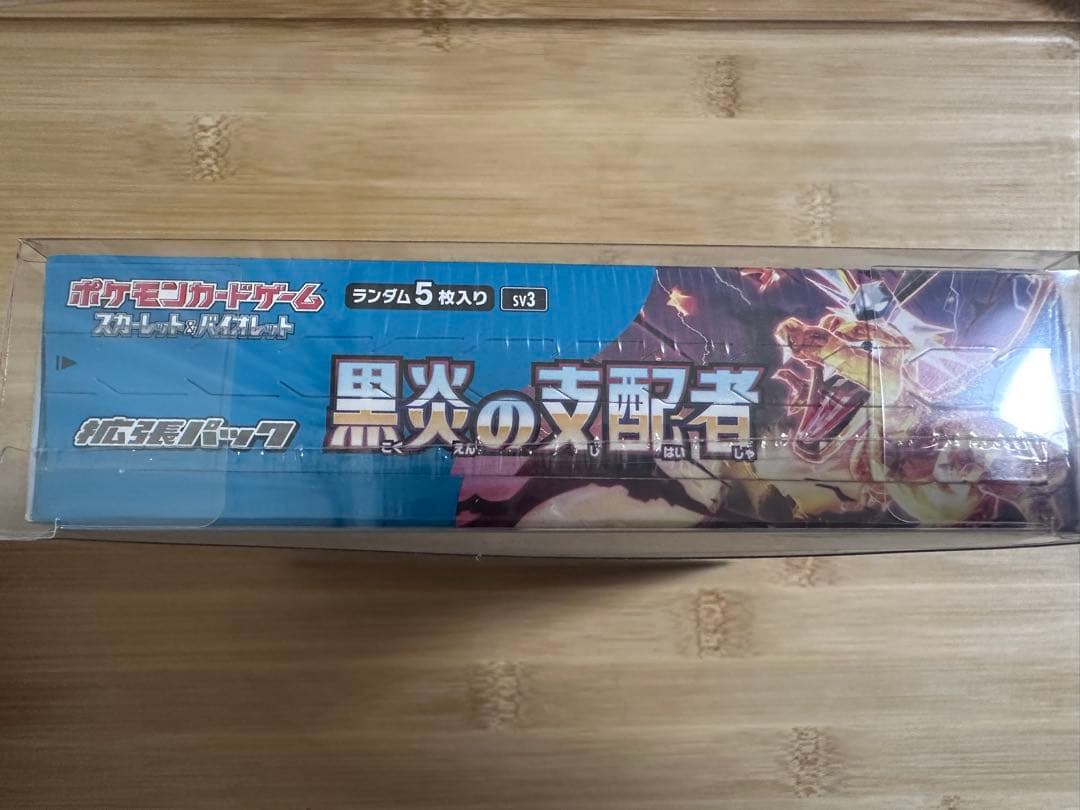 ポケモンカードゲーム™
スカーレット&バイオレット
ランダム5枚入り
SV3
拡張パック
黒炎の支配者
こくえん しはいしゃ